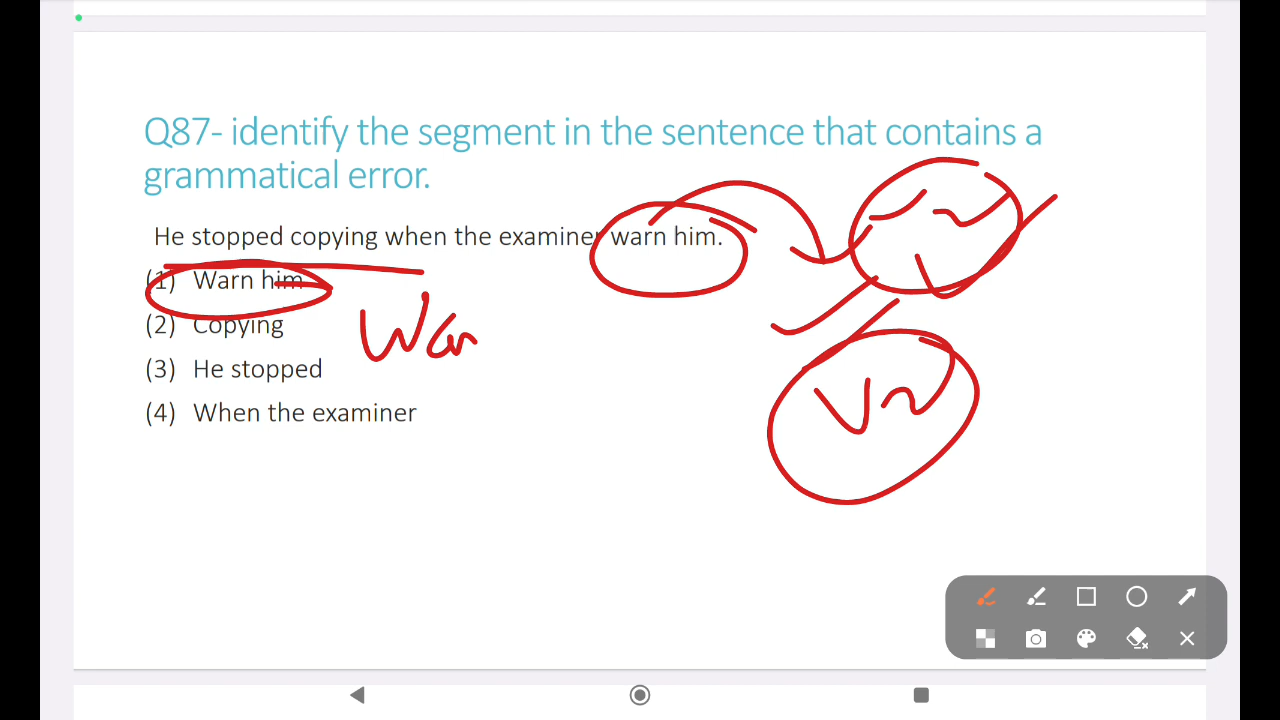 Q87- identify the segment in the sentence that contains a
grammatical error.
He stopped copying when the examiner warn him.
(1) Warn him
(2) Copying
(3) He stopped
(4) When the examiner